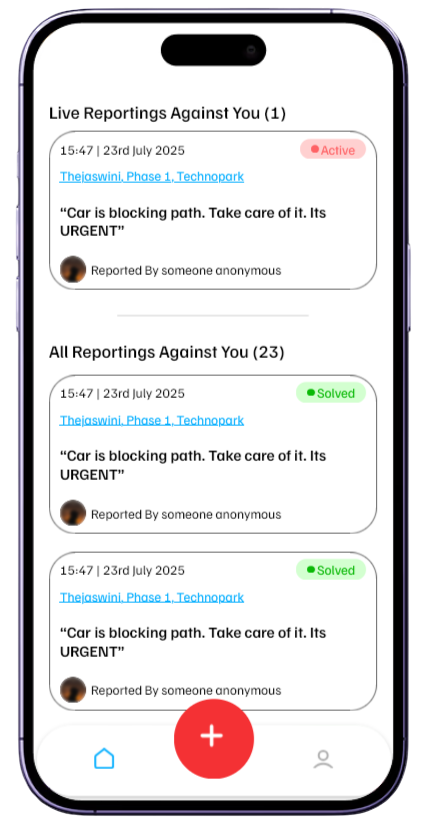 Live Reportings Against You (1)
15:47 | 23rd July 2025
Active
Thejaswini, Phase 1, Technopark
“Car is blocking path. Take care of it. Its
URGENT”
Reported By someone anonymous
All Reportings Against You (23)
15:47 | 23rd July 2025
Solved
Thejaswini, Phase 1, Technopark
“Car is blocking path. Take care of it. Its
URGENT”
Reported By someone anonymous
15:47 | 23rd July 2025
Solved
Thejaswini, Phase 1, Technopark
“Car is blocking path. Take care of it. Its
URGENT”
Reported By someone anonymous
+